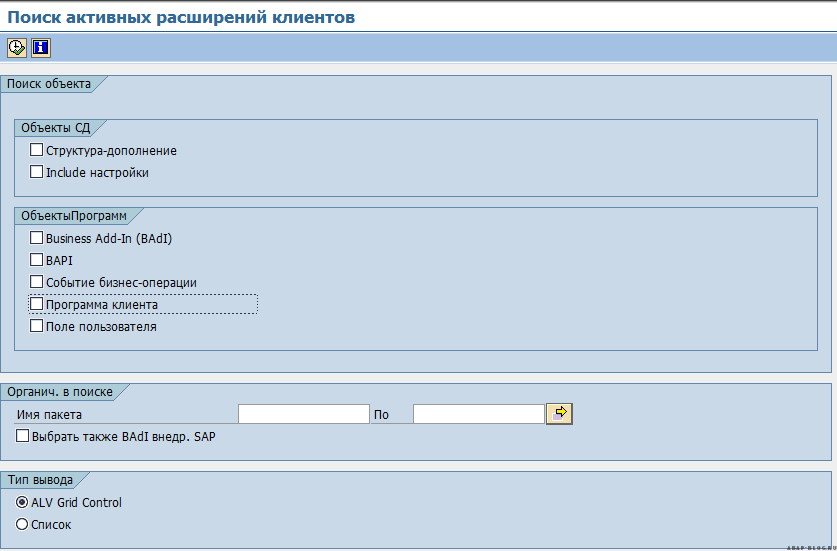 Поиск активных расширений клиентов
Поиск объекта
Объекты СД
Структура-дополнение
Include настройки
ОбъектыПрограмм
Business Add-In (BAdI)
BAPI
Событие бизнес-операции
Программа клиента
Поле пользователя
Органич. в поиске
Имя пакета По
Выбрать также BAdI внедр. SAP
Тип вывода
ALV Grid Control
Список
ABAP-BLOG.RU